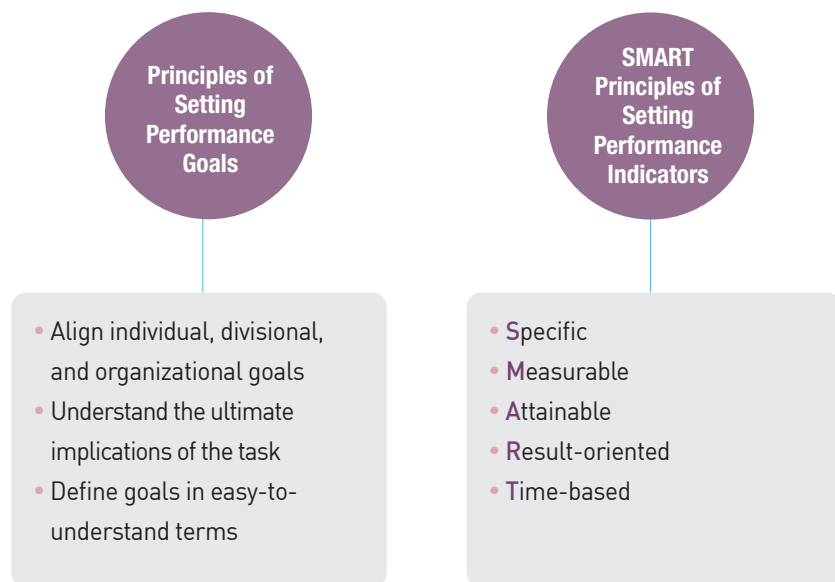 Principles of
Setting
Performance
Goals
• Align individual, divisional,
and organizational goals
• Understand the ultimate
implications of the task
• Define goals in easy-to-
understand terms
SMART
Principles of
Setting
Performance
Indicators
• Specific
• Measurable
• Attainable
• Result-oriented
• Time-based